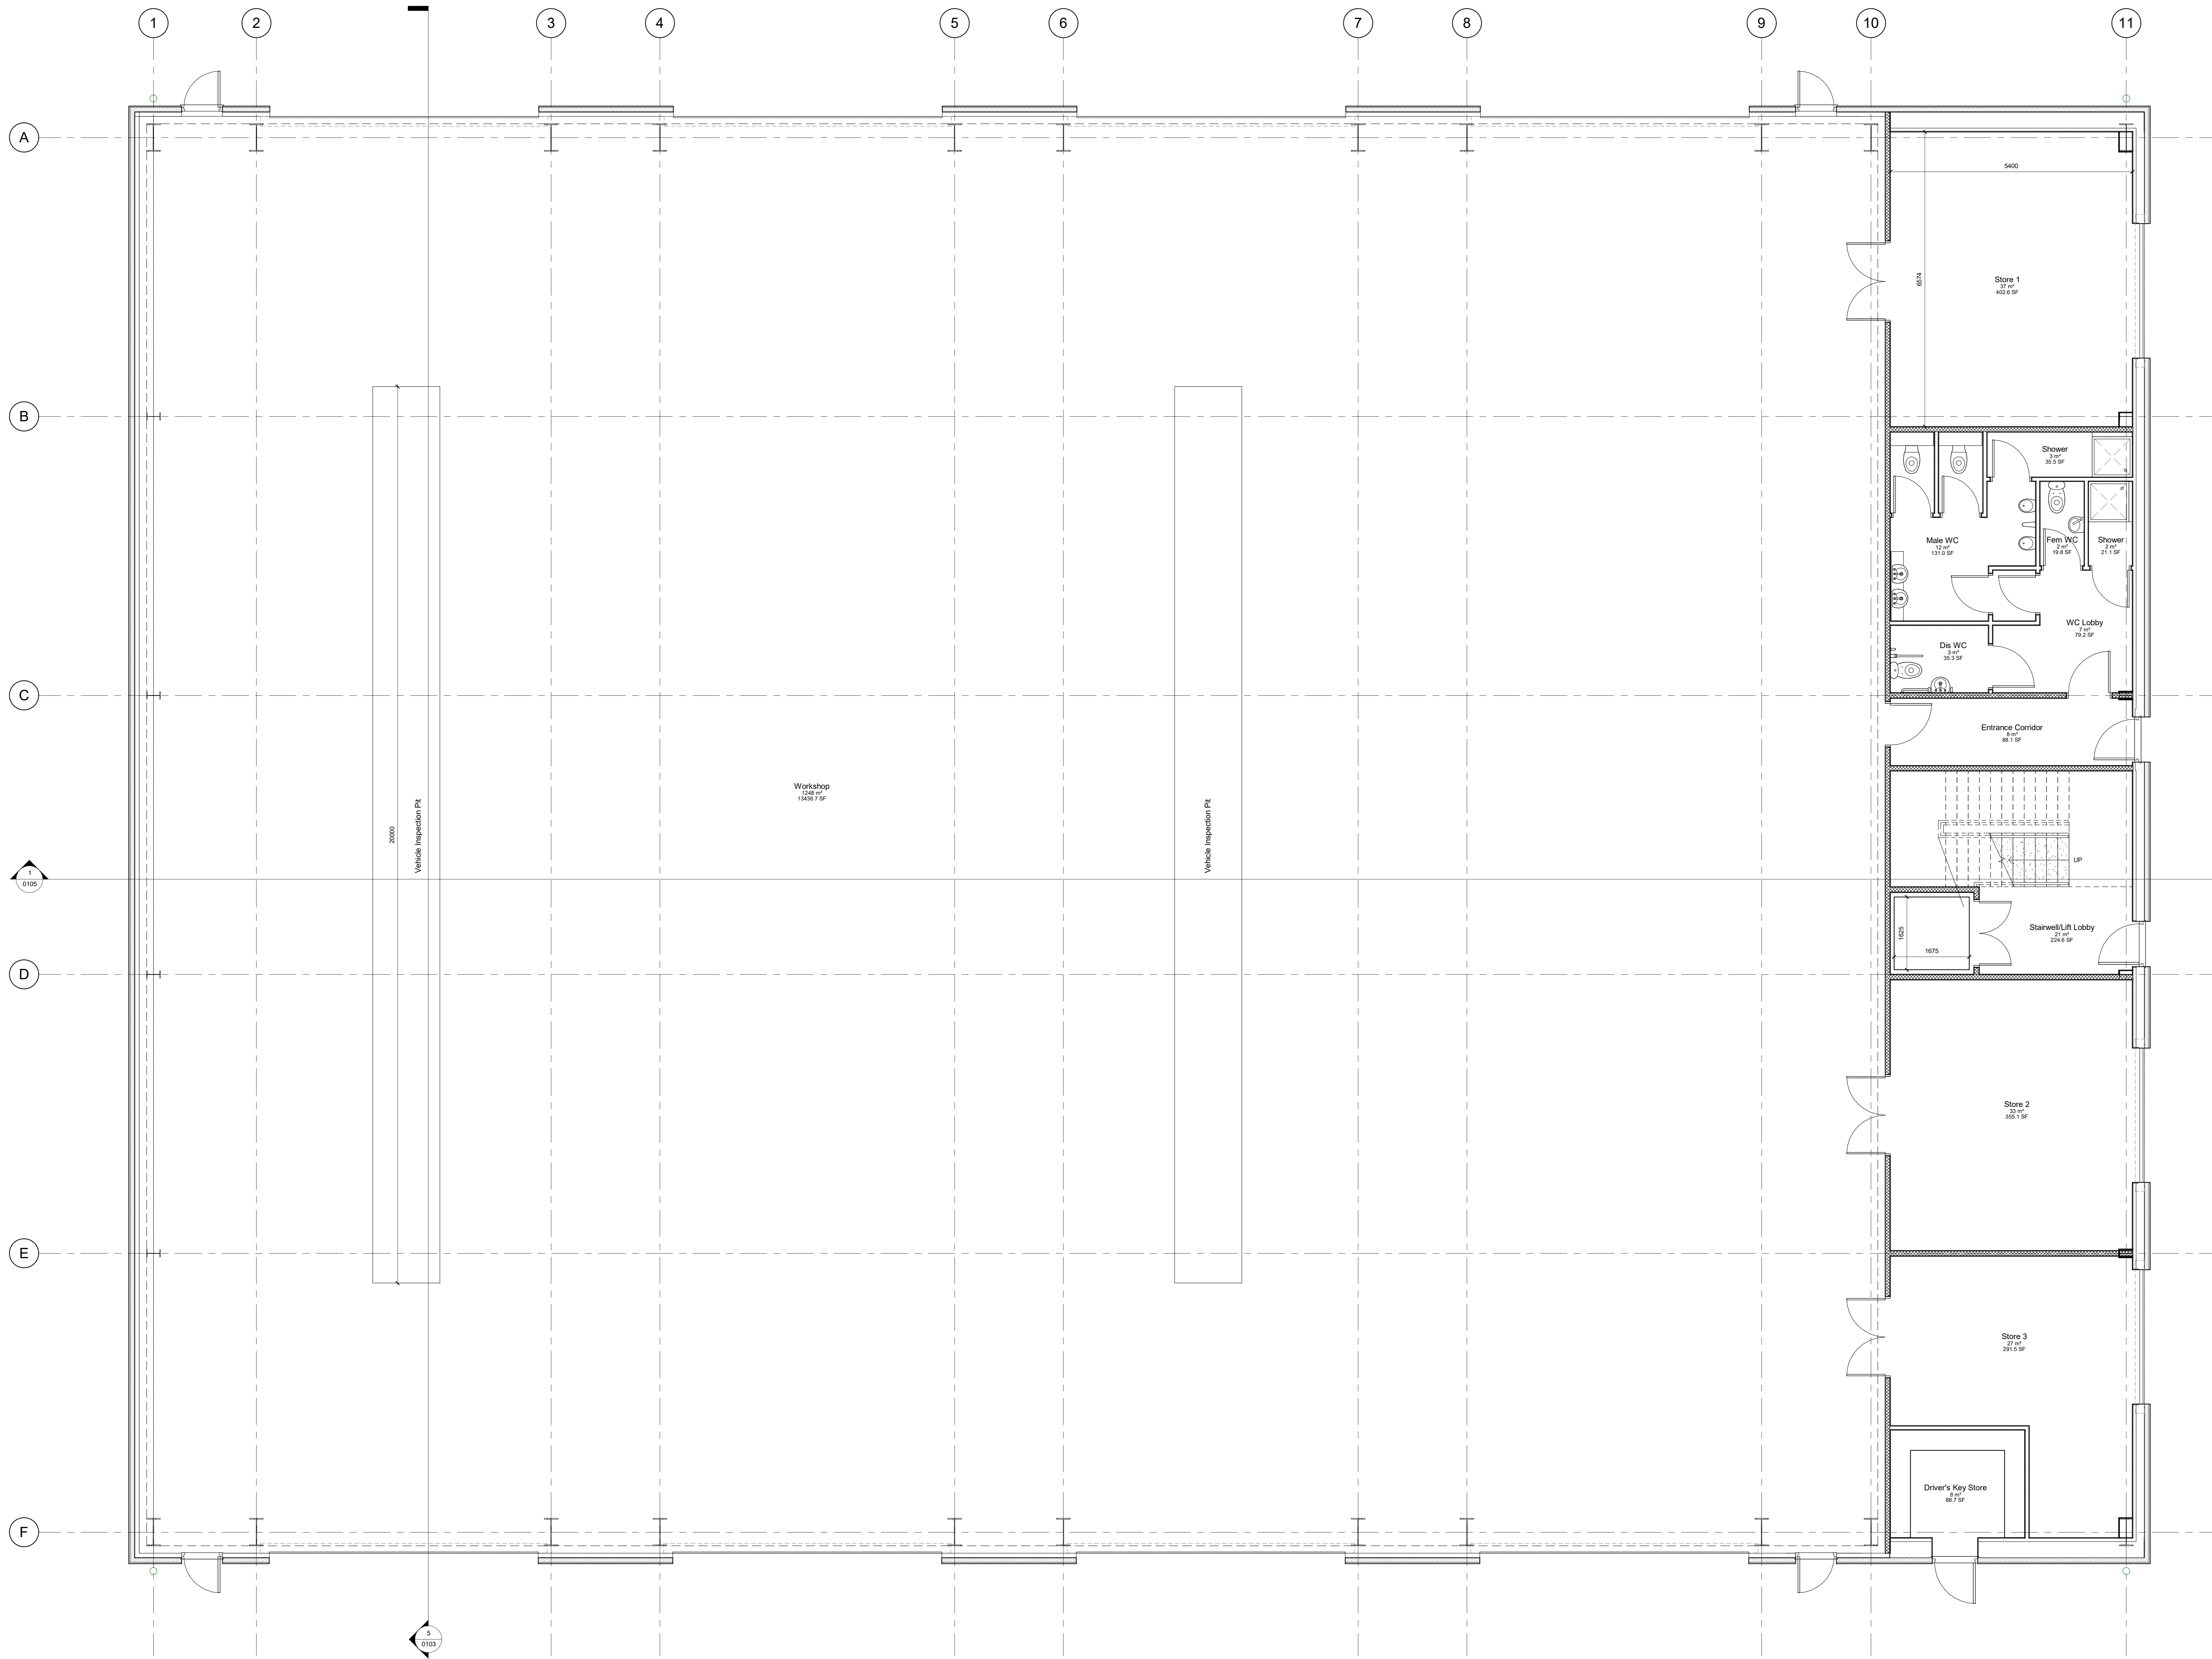 1 2 3 4 5 6 7 8 9 10 11
A
5400
6574
Store 1
37 m²
402.6 SF
B
Shower
3 m²
35.5 SF
Male WC
12 m²
131.0 SF
Fem WC
2 m²
19.8 SF
Shower
2 m²
21.1 SF
WC Lobby
7 m²
79.2 SF
Dis WC
3 m²
35.3 SF
C
Entrance Corridor
8 m²
88.1 SF
Workshop
1248 m²
13436.7 SF
20000
Vehicle Inspection Pit
Vehicle Inspection Pit
UP
1
0105
Stairwell/Lift Lobby
21 m²
224.6 SF
1625
1675
D
Store 2
33 m²
355.1 SF
E
Store 3
27 m²
291.5 SF
Driver's Key Store
8 m²
88.7 SF
F
5
0103